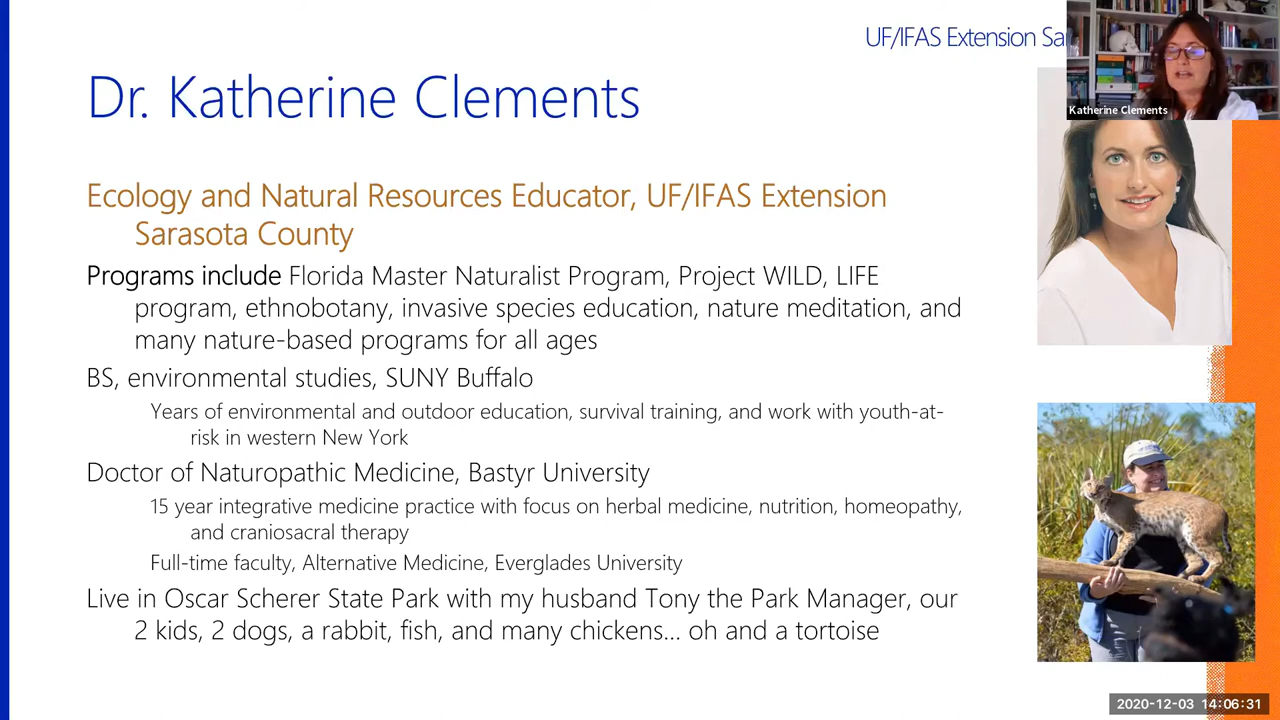 UF/IFAS Extension
Katherine Clements
Dr. Katherine Clements
Ecology and Natural Resources Educator, UF/IFAS Extension
Sarasota County
Programs include Florida Master Naturalist Program, Project WILD, LIFE
program, ethnobotany, invasive species education, nature meditation, and
many nature-based programs for all ages
BS, environmental studies, SUNY Buffalo
Years of environmental and outdoor education, survival training, and work with youth-at-
risk in western New York
Doctor of Naturopathic Medicine, Bastyr University
15 year integrative medicine practice with focus on herbal medicine, nutrition, homeopathy,
and craniosacral therapy
Full-time faculty, Alternative Medicine, Everglades University
Live in Oscar Scherer State Park with my husband Tony the Park Manager, our
2 kids, 2 dogs, a rabbit, fish, and many chickens... oh and a tortoise
2020-12-03 14:06:31